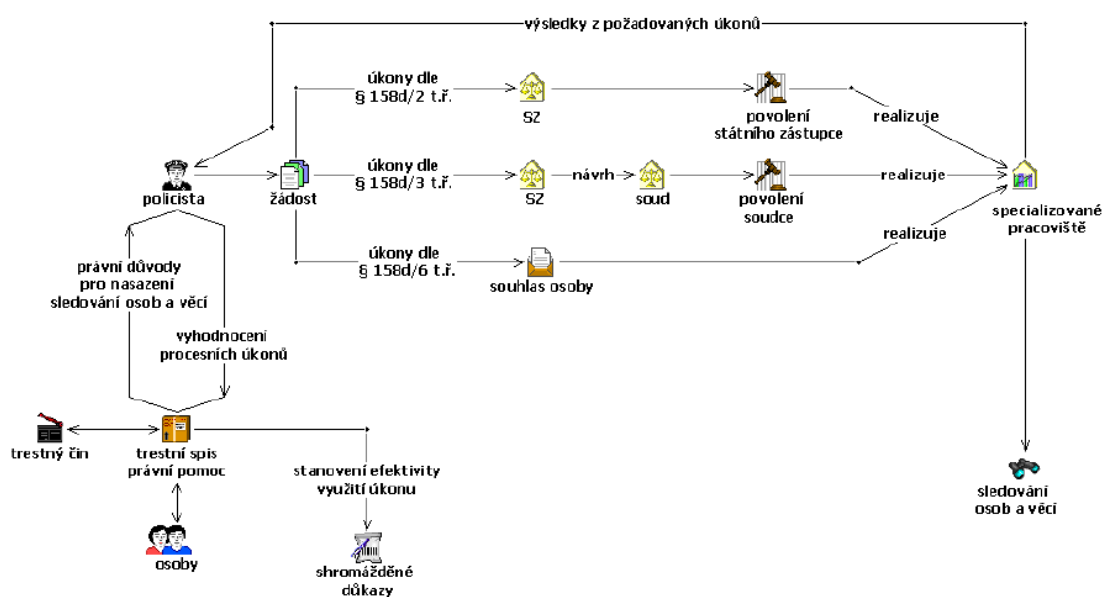 výsledky z požadovaných úkonů
úkony dle
§ 158d/2 t.ř.
SZ
povolení
státního zástupce
realizuje
policista
žádost
úkony dle
§ 158d/3 t.ř.
SZ
návrh
soud
povolení
soudce
realizuje
specializované
pracoviště
úkony dle
§ 158d/6 t.ř.
souhlas osoby
realizuje
právní důvody
pro nasazení
sledování osob a věcí
vyhodnocení
procesních úkonů
trestný čin
trestní spis
právní pomoc
stanovení efektivity
využití úkonu
sledování
osob a věcí
osoby
shromážděné
důkazy